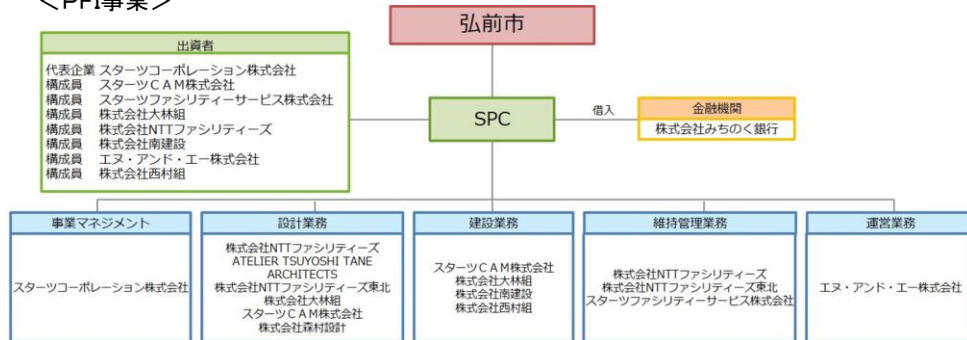 ＜PFI事業＞
弘前市
出資者
代表企業 スターツコーポレーション株式会社
構成員 スターツＣＡＭ株式会社
構成員 スターツファシリティーサービス株式会社
構成員 株式会社大林組
構成員 株式会社NTTファシリティーズ
構成員 株式会社南建設
構成員 エヌ・アンド・エー株式会社
構成員 株式会社西村組
SPC
借入
金融機関
株式会社みちのく銀行
事業マネジメント
スターツコーポレーション株式会社
設計業務
株式会社NTTファシリティーズ
ATELIER TSUYOSHI TANE
ARCHITECTS
株式会社NTTファシリティーズ東北
株式会社大林組
スターツＣＡＭ株式会社
株式会社森村設計
建設業務
スターツＣＡＭ株式会社
株式会社大林組
株式会社南建設
株式会社西村組
維持管理業務
株式会社NTTファシリティーズ
株式会社NTTファシリティーズ東北
スターツファシリティーサービス株式会社
運営業務
エヌ・アンド・エー株式会社